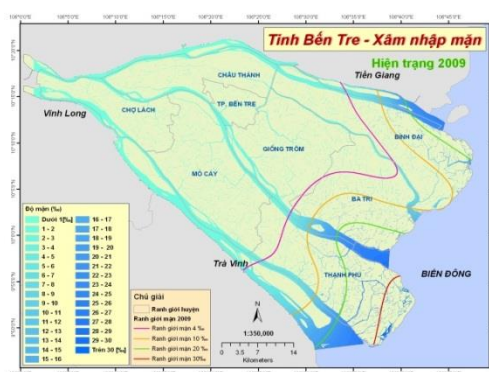 Tỉnh Bến Tre - Xâm nhập mặn
Hiện trạng 2009
Tiền Giang
CHÂU THÀNH
Vĩnh Long
CHỢ LÁCH
TP. BẾN TRE
BÌNH ĐẠI
GIỒNG TRÔM
MỎ CÀY
BA TRI
Trà Vinh
THẠNH PHÚ
BIỂN ĐÔNG
Độ mặn (‰)
Dưới 1[‰]
1 - 2
2 - 3
3 - 4
4 - 5
5 - 6
6 - 7
7 - 8
8 - 9
9 - 10
10 - 11
11 - 12
12 - 13
13 - 14
14 - 15
15 - 16
16 - 17
17 - 18
18 - 19
19 - 20
20 - 21
21 - 22
22 - 23
23 - 24
24 - 25
25 - 26
26 - 27
27 - 28
28 - 29
29 - 30
Trên 30 [‰]
Chú giải
Ranh giới huyện
Ranh giới mặn 2009
Ranh giới mặn 4 ‰
Ranh giới mặn 10 ‰
Ranh giới mặn 20 ‰
Ranh giới mặn 30‰
N
1:350,000
0 3.5 7 14
Kilometers